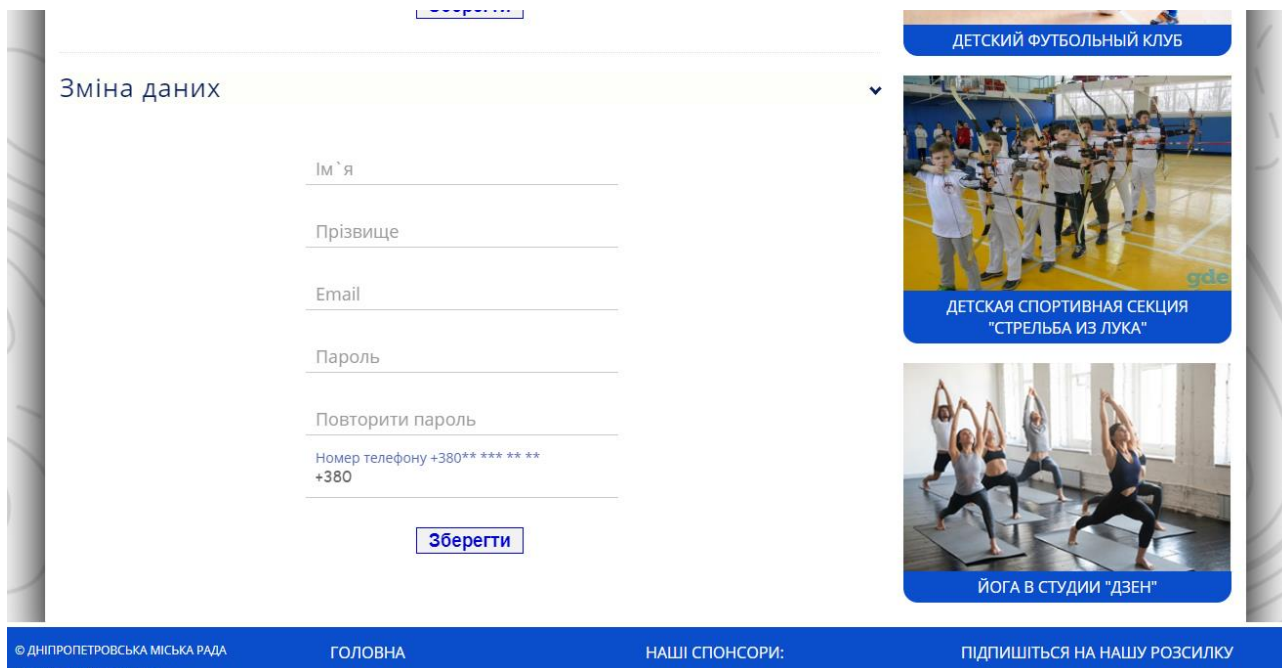 Зберегти
Зміна даних
Ім`я
Прізвище
Email
Пароль
Повторити пароль
Номер телефону +380** *** ** **
+380
Зберегти
ДЕТСКИЙ ФУТБОЛЬНЫЙ КЛУБ
gde
ДЕТСКАЯ СПОРТИВНАЯ СЕКЦИЯ
"СТРЕЛЬБА ИЗ ЛУКА"
ЙОГА В СТУДИИ "ДЗЕН"
© ДНІПРОПЕТРОВСЬКА МІСЬКА РАДА
ГОЛОВНА
НАШІ СПОНСОРИ:
ПІДПИШІТЬСЯ НА НАШУ РОЗСИЛКУ